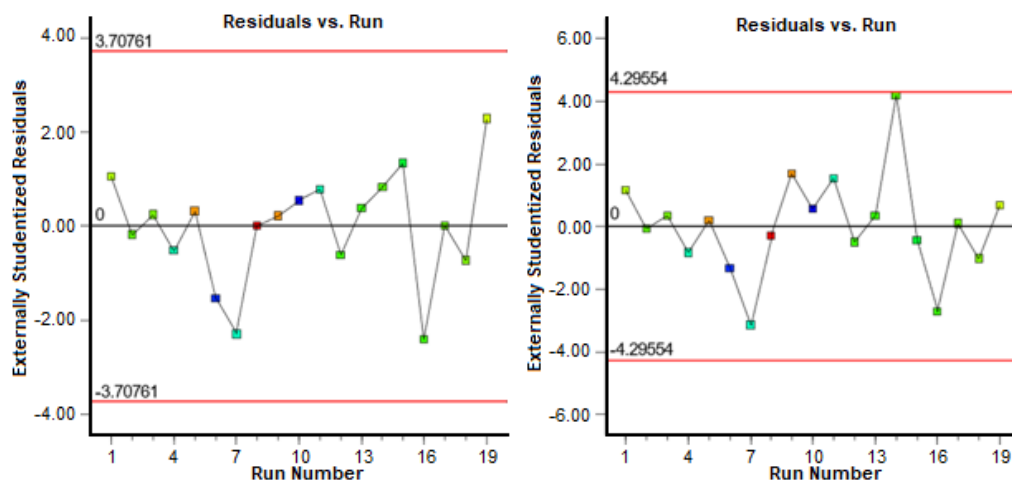 Residuals vs. Run
Externally Studentized Residuals
4.00
2.00
0.00
-2.00
-4.00
3.70761
0
-3.70761
1 4 7 10 13 16 19
Run Number
Residuals vs. Run
Externally Studentized Residuals
6.00
4.00
2.00
0.00
-2.00
-4.00
-6.00
4.29554
0
-4.29554
1 4 7 10 13 16 19
Run Number